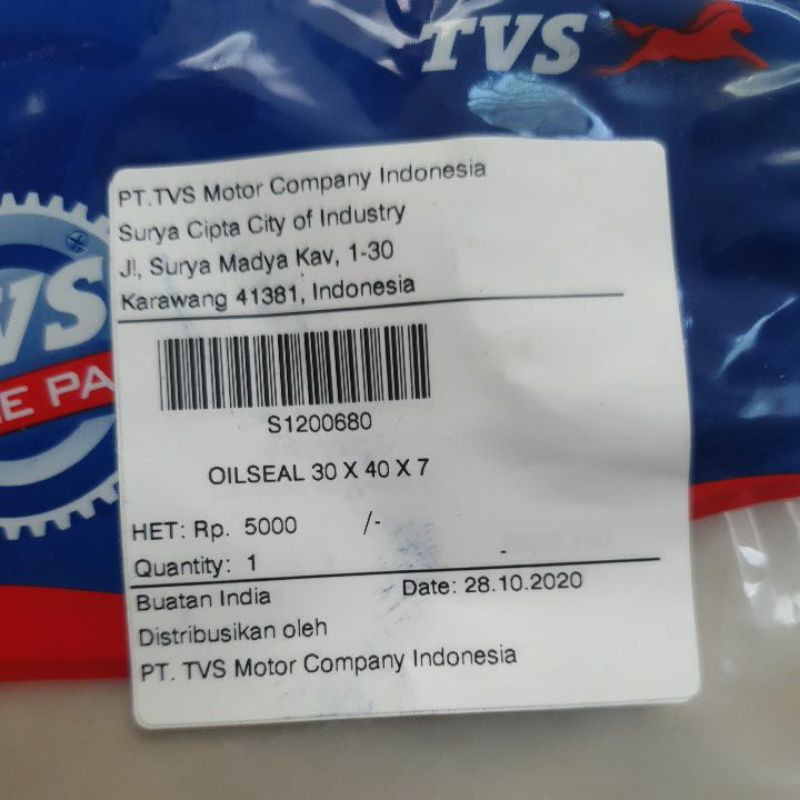 TVS
PT.TVS Motor Company Indonesia
Surya Cipta City of Industry
Jl, Surya Madya Kav, 1-30
Karawang 41381, Indonesia
VS
E PA
S1200680
OILSEAL 30 X 40 X 7
HET: Rp. 5000 /-
Quantity: 1 -
Buatan India Date: 28.10.2020
Distribusikan oleh
PT. TVS Motor Company Indonesia